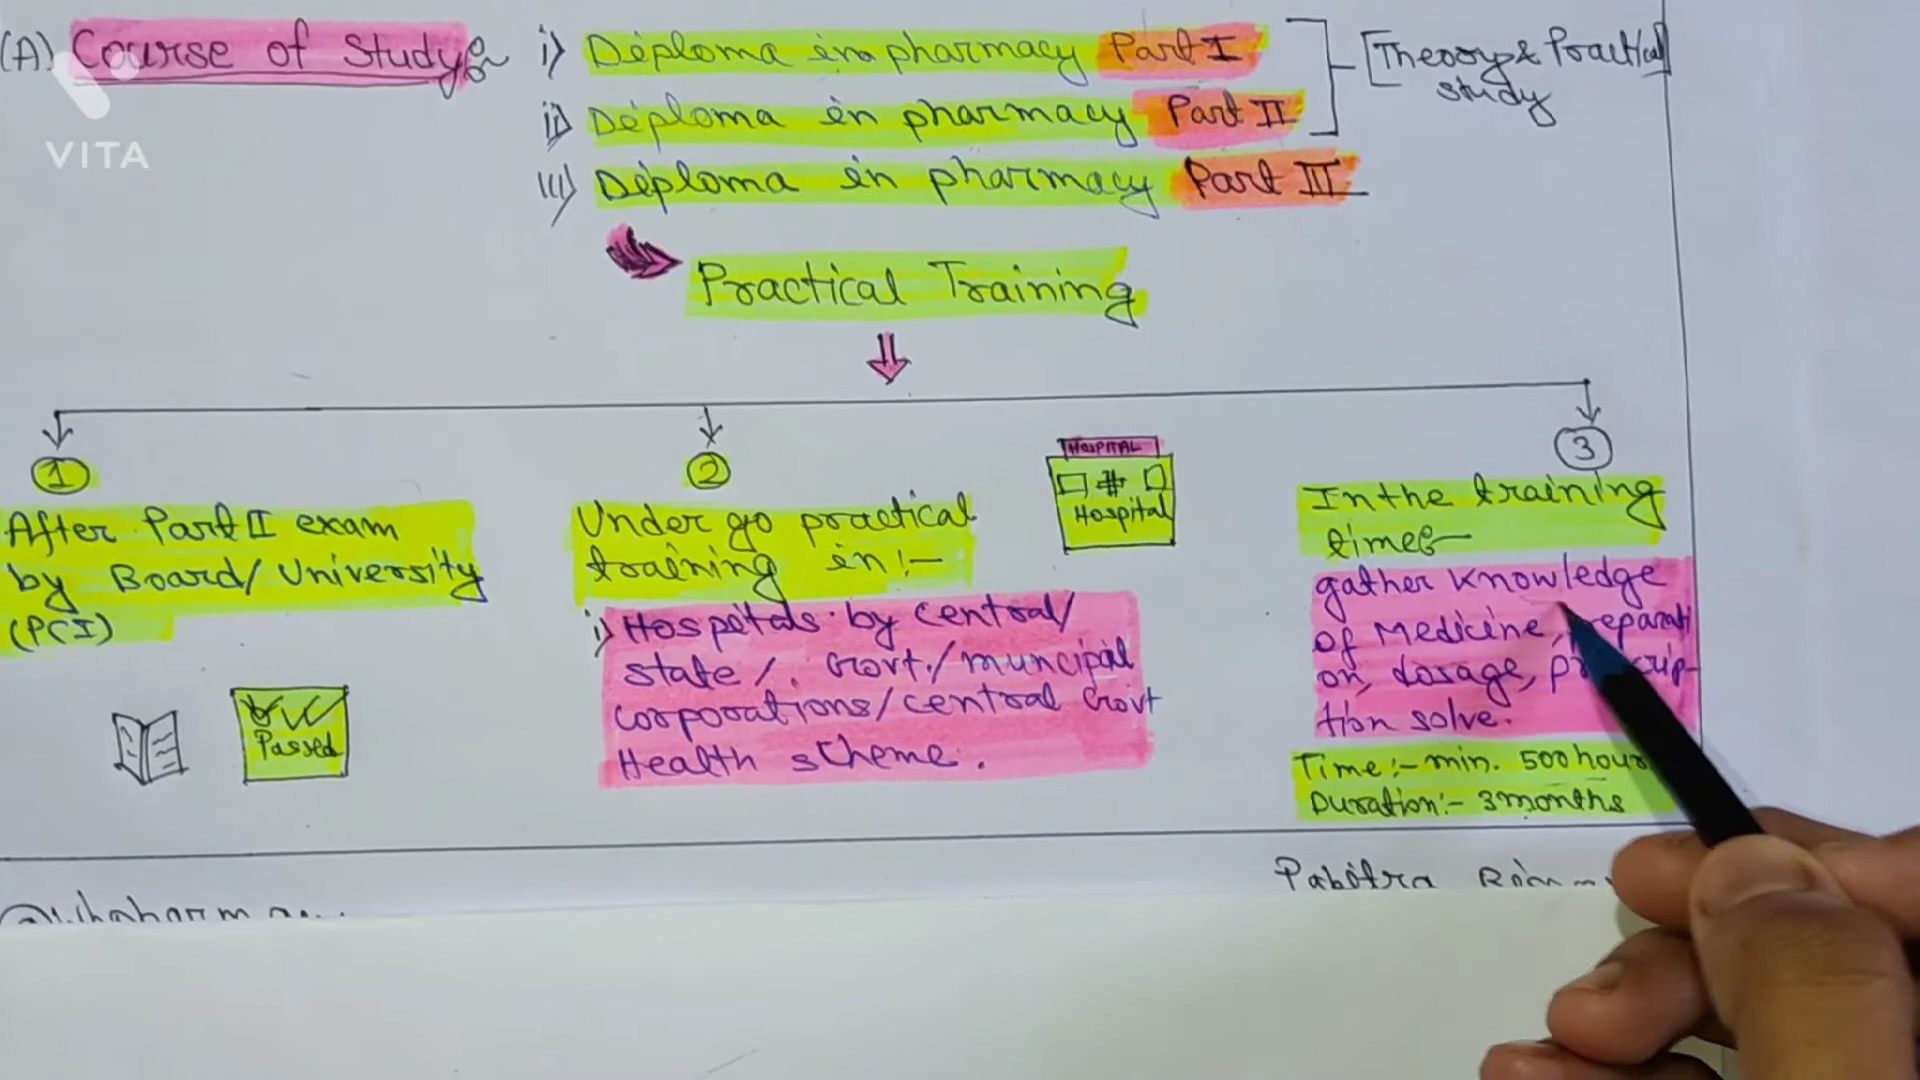 (A) Course of Study:- i) Diploma in pharmacy Part I
[Theory & Practical
study
ii) Diploma in pharmacy Part II
VITA
iii) Diploma in pharmacy Part III
Practical Training
1
2
3
After Part II exam
by Board/University
(PCI)
Passed
Under go practical
training in:-
i) Hospitals by central/
state/. Govt./muncipal
corporations/central Govt
Health scheme.
HOSPITAL
Hospital
In the training
time:-
gather knowledge
of Medicine,
on, dosage,
tion solve.
Time:- min. 500 hour
Duration:- 3 months
Pabitra